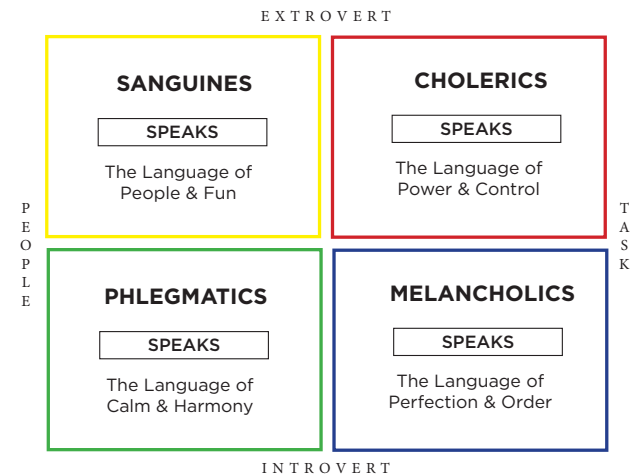 EXTROVERT
SANGUINES
SPEAKS
The Language of
People & Fun
CHOLERICS
SPEAKS
The Language of
Power & Control
PEOPLE
TASK
PHLEGMATICS
SPEAKS
The Language of
Calm & Harmony
MELANCHOLICS
SPEAKS
The Language of
Perfection & Order
INTROVERT